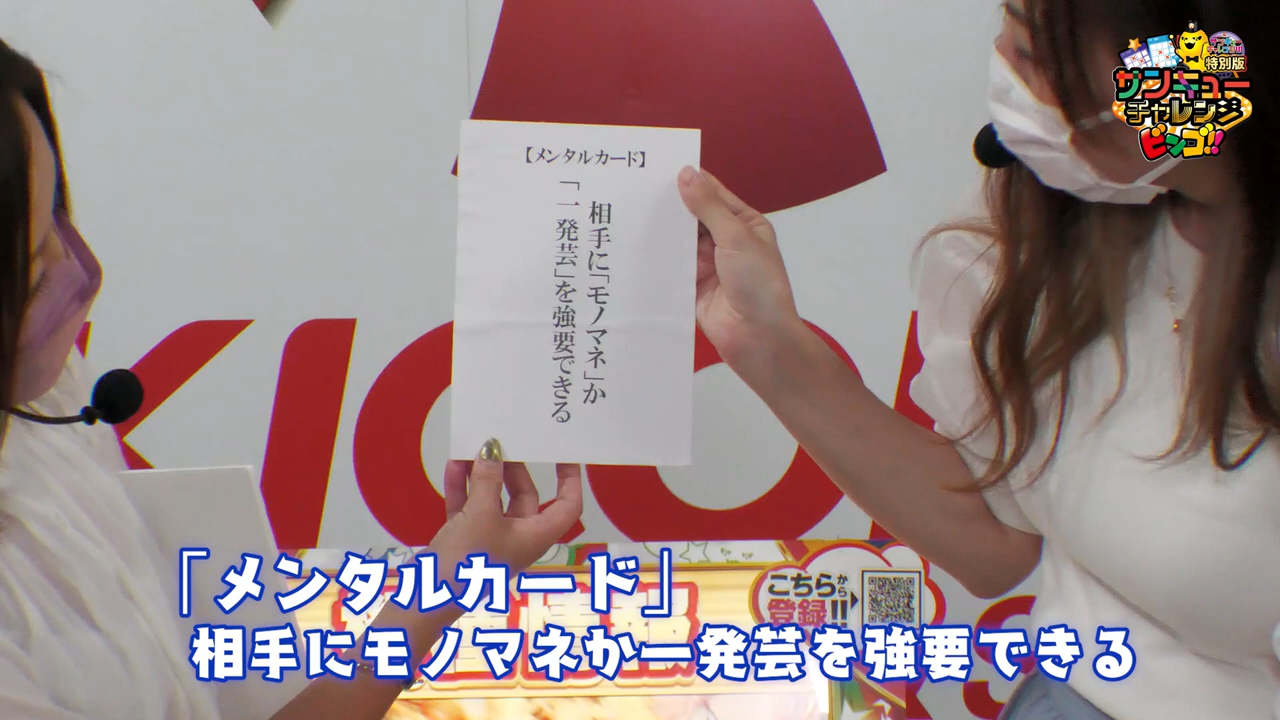 特別版
サンキュー
チャレンジ
ビンゴ!!
【メンタルカード】
相手に「モノマネ」か
「一発芸」を強要できる
KICO
こちらから
登録!!
「メンタルカード」
相手にモノマネか一発芸を強要できる